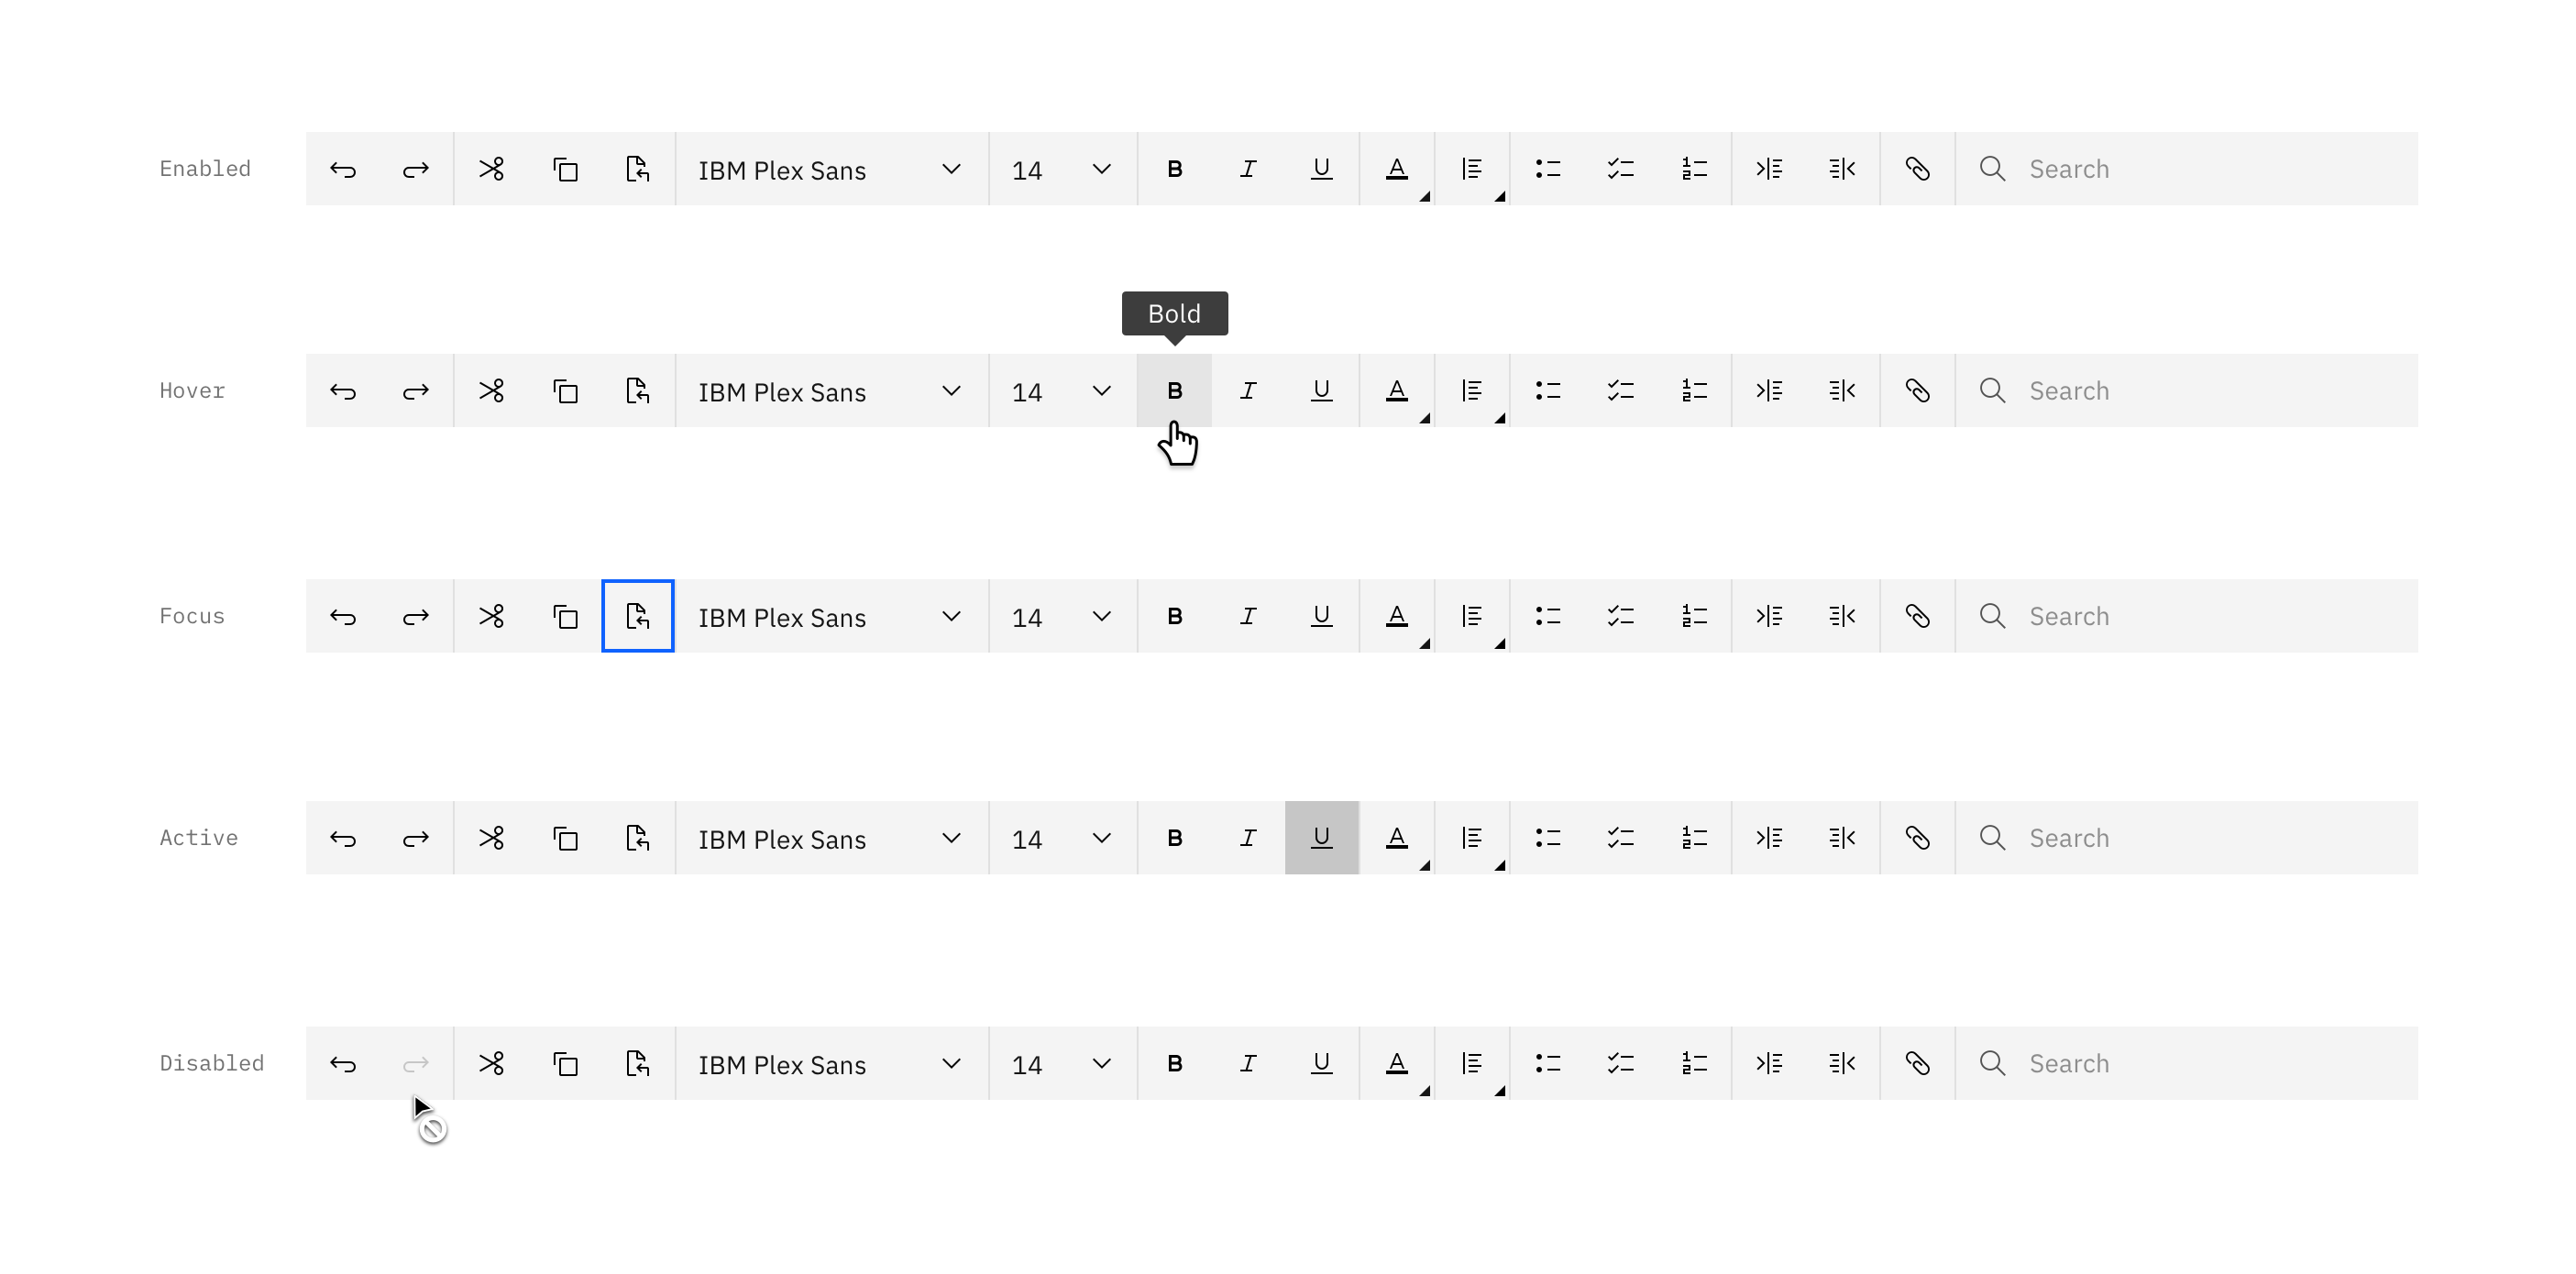 Enabled IBM Plex Sans 14 B I U A Search
Bold
Hover IBM Plex Sans 14 B I U A Search
Focus IBM Plex Sans 14 B I U A Search
Active IBM Plex Sans 14 B I U A Search
Disabled IBM Plex Sans 14 B I U A Search